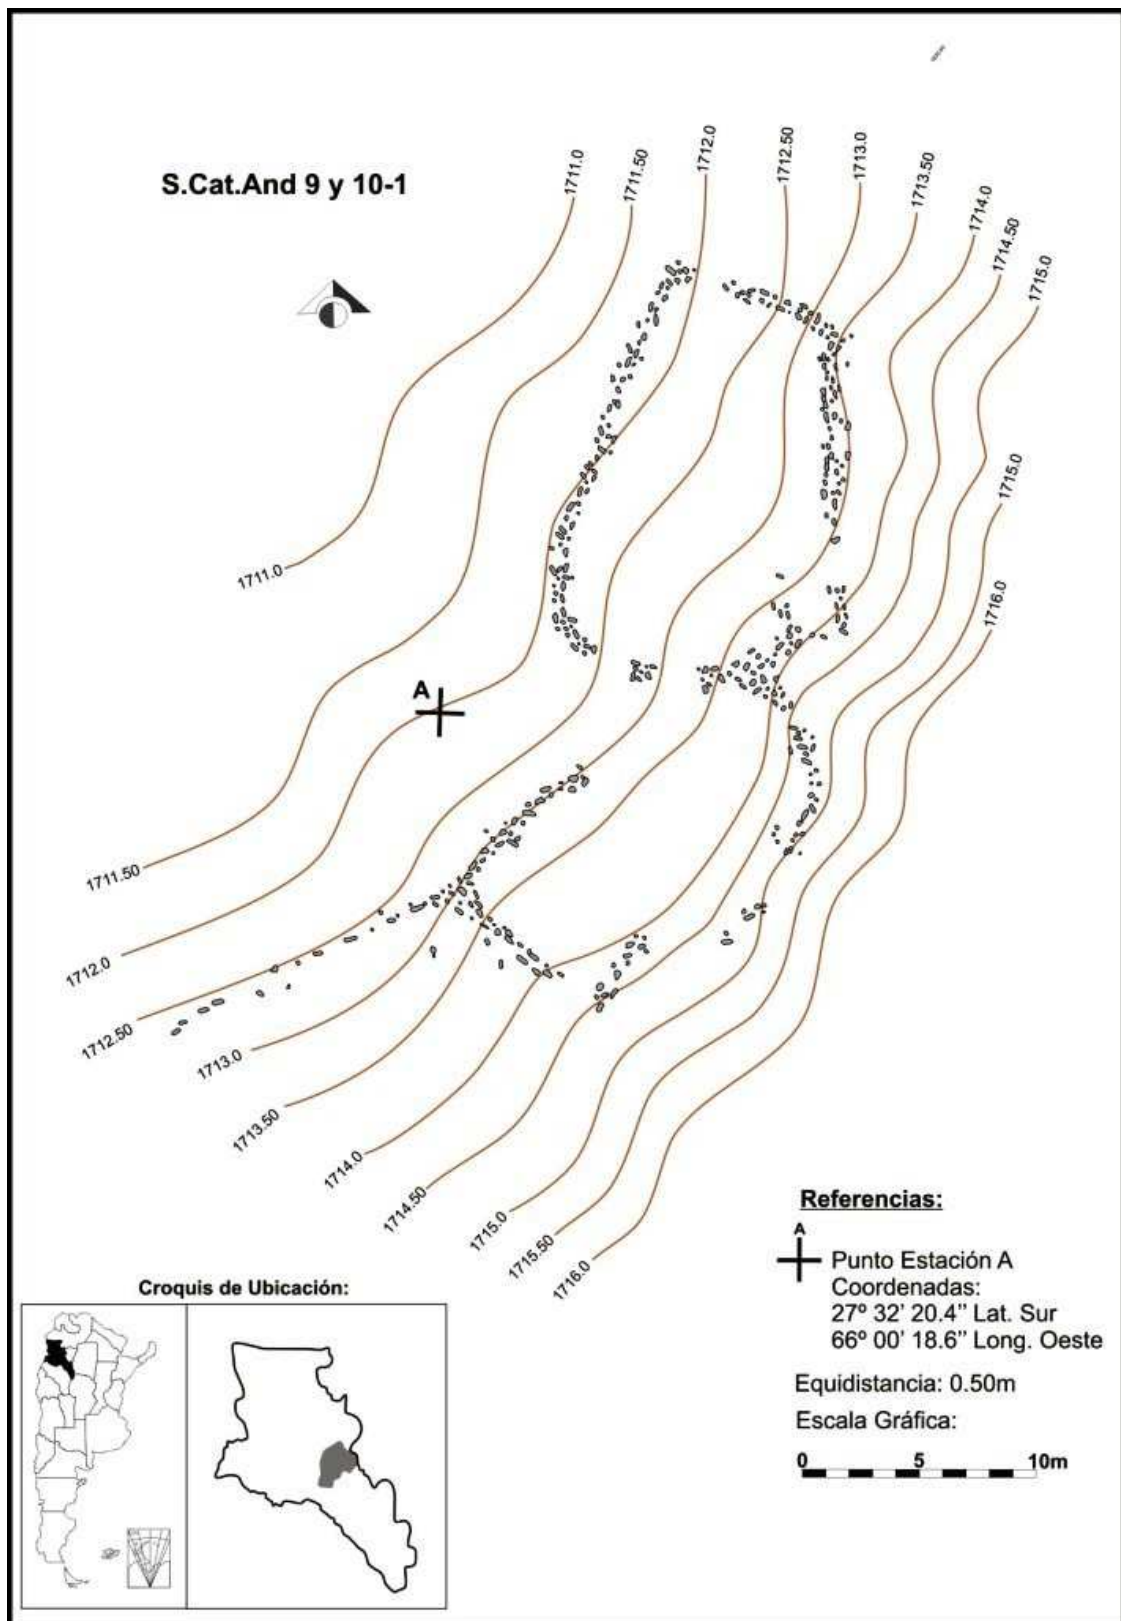 S.Cat.And 9 y 10-1
1711.0
1711.50
1712.0
1712.50
1713.0
1713.50
1714.0
1714.50
1715.0
1715.0
1716.0
1711.0
A
1711.50
1712.0
1712.50
1713.0
1713.50
1714.0
1714.50
1715.0
1715.50
1716.0
Referencias:
A
Punto Estación A
Coordenadas:
27º 32’ 20.4’’ Lat. Sur
66º 00’ 18.6’’ Long. Oeste
Equidistancia: 0.50m
Escala Gráfica:
0 5 10m
Croquis de Ubicación: